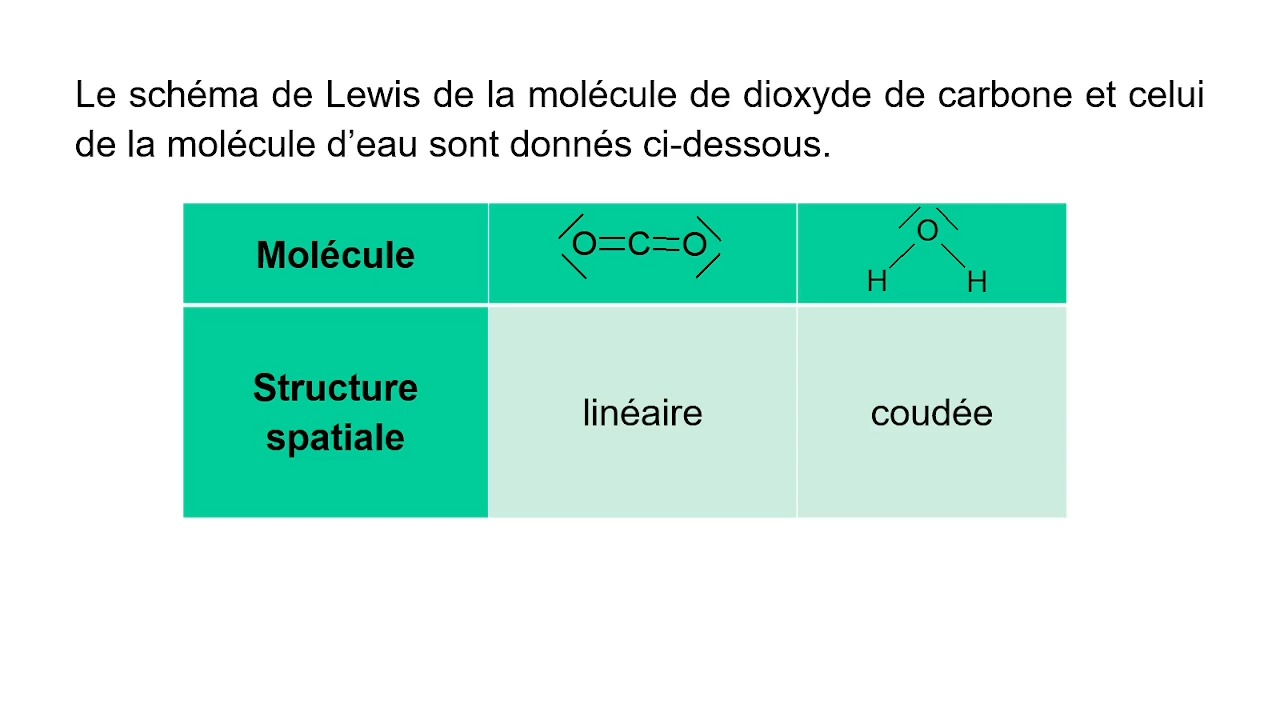 Le schéma de Lewis de la molécule de dioxyde de carbone et celui
de la molécule d’eau sont donnés ci-dessous.
Molécule
O=C=O
O
H H
Structure
spatiale
linéaire
coudée